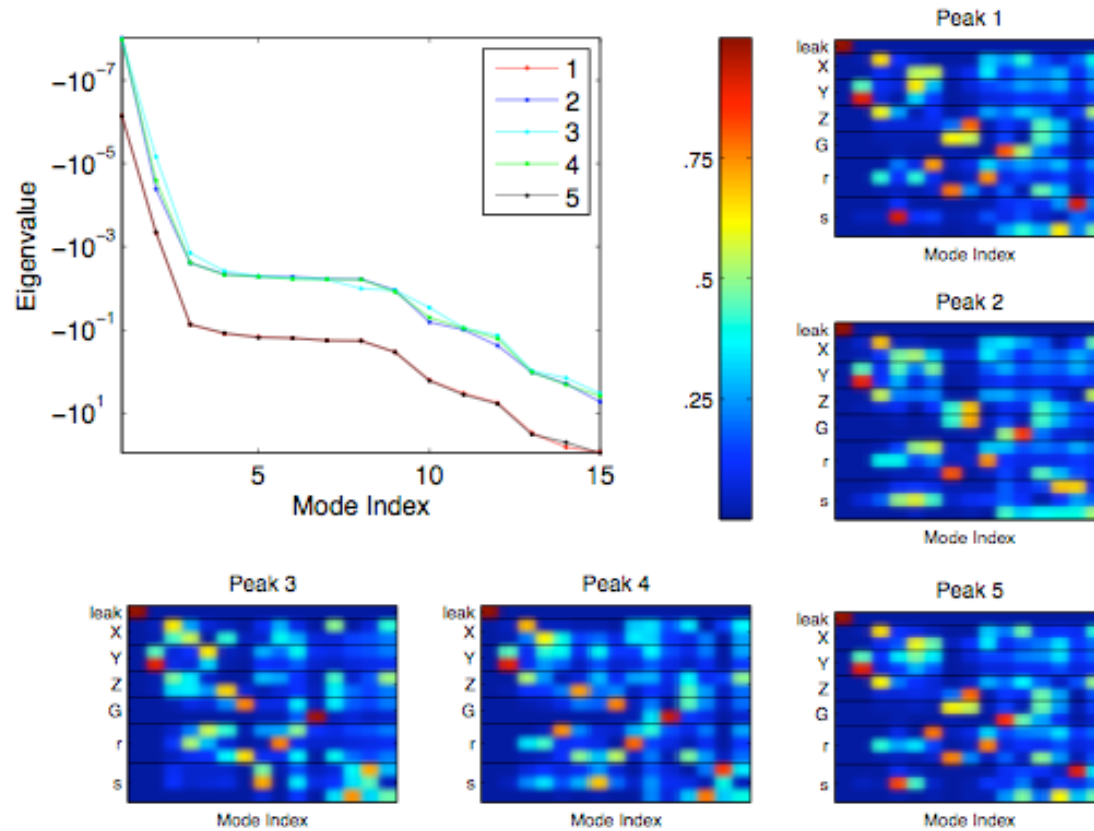 Peak 1
-10^-7
-10^-5
-10^-3
-10^-1
-10^1
Eigenvalue
5
10
15
Mode Index
1
2
3
4
5
.75
.5
.25
leak
X
Y
Z
G
r
s
Mode Index
Peak 2
leak
X
Y
Z
G
r
s
Mode Index
Peak 3
leak
X
Y
Z
G
r
s
Mode Index
Peak 4
leak
X
Y
Z
G
r
s
Mode Index
Peak 5
leak
X
Y
Z
G
r
s
Mode Index